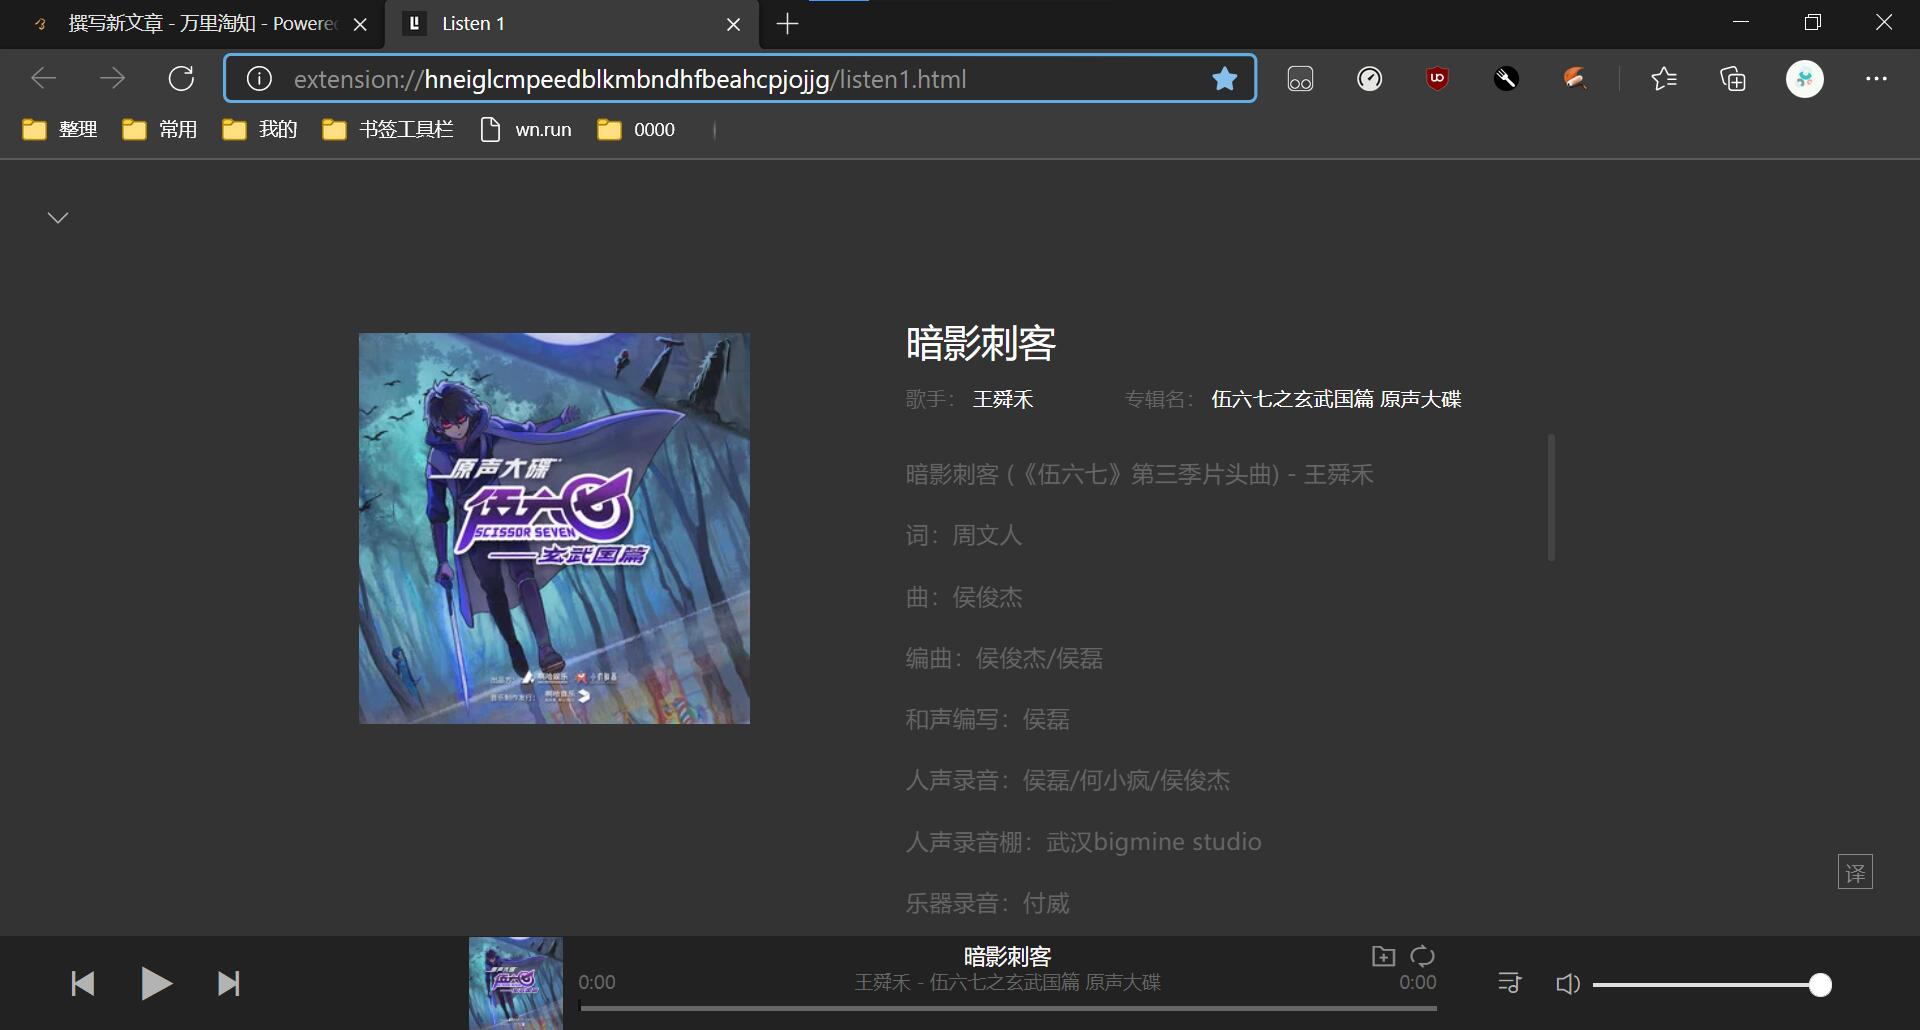 撰写新文章 - 万里淘知 - Powere
Listen 1
extension://hneiglcmpeedblkmbndhfbeahcpjojjg/listen1.html
整理
常用
我的
书签工具栏
wn.run
0000
原声大碟
伍六七
SCISSOR SEVEN
玄武国篇
暗影刺客
歌手： 王舜禾 专辑名： 伍六七之玄武国篇 原声大碟
暗影刺客 (《伍六七》第三季片头曲) - 王舜禾
词：周文人
曲：侯俊杰
编曲：侯俊杰/侯磊
和声编写：侯磊
人声录音：侯磊/何小疯/侯俊杰
人声录音棚：武汉bigmine studio
乐器录音：付威
译
暗影刺客
0:00
王舜禾 - 伍六七之玄武国篇 原声大碟
0:00